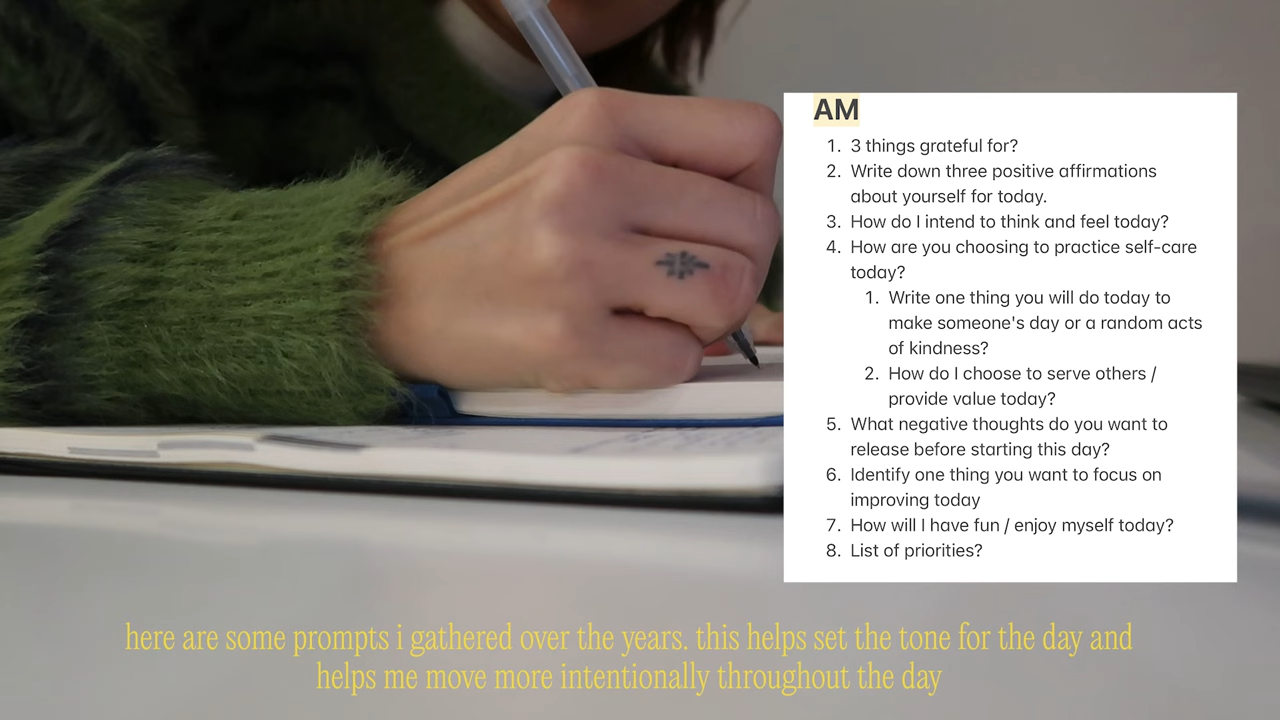 AM
1. 3 things grateful for?
2. Write down three positive affirmations
about yourself for today.
3. How do I intend to think and feel today?
4. How are you choosing to practice self-care
today?
1. Write one thing you will do today to
make someone's day or a random acts
of kindness?
2. How do I choose to serve others /
provide value today?
5. What negative thoughts do you want to
release before starting this day?
6. Identify one thing you want to focus on
improving today
7. How will I have fun / enjoy myself today?
8. List of priorities?
here are some prompts i gathered over the years. this helps set the tone for the day and
helps me move more intentionally throughout the day